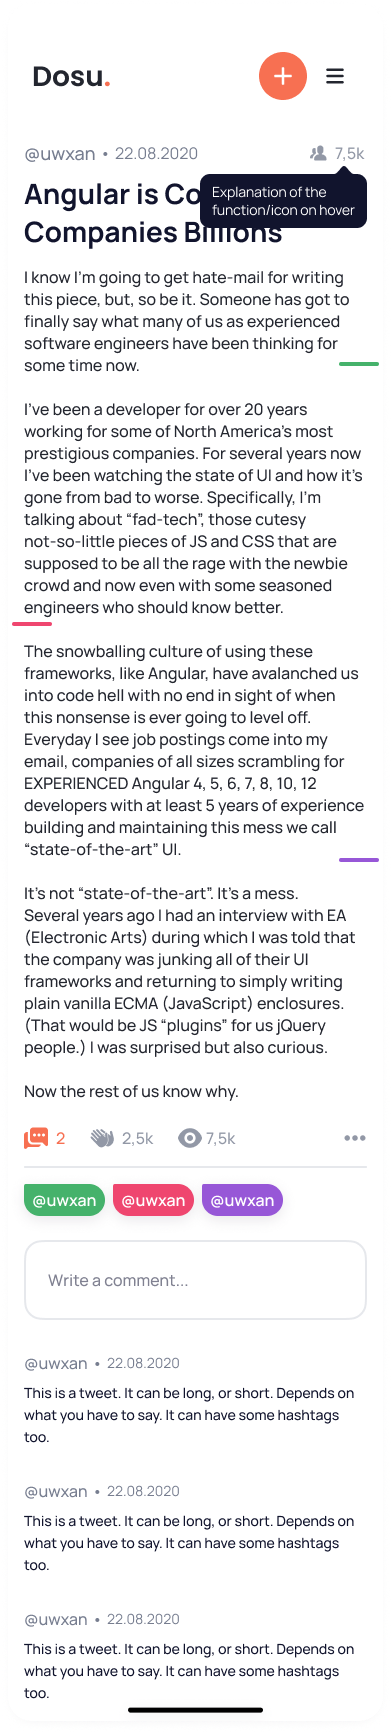 Dosu.
@uwxan • 22.08.2020 7,5k
Explanation of the
function/icon on hover
Angular is Co
Companies Billions
I know I'm going to get hate-mail for writing
this piece, but, so be it. Someone has got to
finally say what many of us as experienced
software engineers have been thinking for
some time now.
I've been a developer for over 20 years
working for some of North America's most
prestigious companies. For several years now
I've been watching the state of UI and how it's
gone from bad to worse. Specifically, I'm
talking about “fad-tech”, those cutesy
not-so-little pieces of JS and CSS that are
supposed to be all the rage with the newbie
crowd and now even with some seasoned
engineers who should know better.
The snowballing culture of using these
frameworks, like Angular, have avalanched us
into code hell with no end in sight of when
this nonsense is ever going to level off.
Everyday I see job postings come into my
email, companies of all sizes scrambling for
EXPERIENCED Angular 4, 5, 6, 7, 8, 10, 12
developers with at least 5 years of experience
building and maintaining this mess we call
“state-of-the-art” UI.
It's not “state-of-the-art”. It's a mess.
Several years ago I had an interview with EA
(Electronic Arts) during which I was told that
the company was junking all of their UI
frameworks and returning to simply writing
plain vanilla ECMA (JavaScript) enclosures.
(That would be JS “plugins” for us jQuery
people.) I was surprised but also curious.
Now the rest of us know why.
2 2,5k 7,5k
@uwxan @uwxan @uwxan
Write a comment...
@uwxan • 22.08.2020
This is a tweet. It can be long, or short. Depends on
what you have to say. It can have some hashtags
too.
@uwxan • 22.08.2020
This is a tweet. It can be long, or short. Depends on
what you have to say. It can have some hashtags
too.
@uwxan • 22.08.2020
This is a tweet. It can be long, or short. Depends on
what you have to say. It can have some hashtags
too.